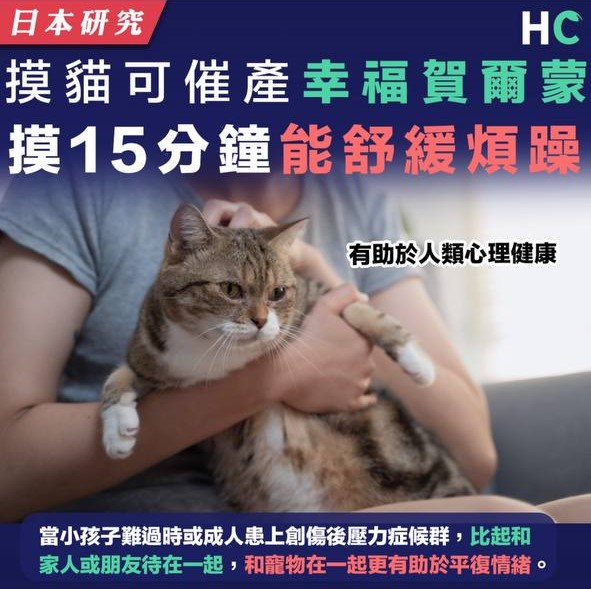 日本研究
HC
摸貓可催產幸福賀爾蒙
摸15分鐘能舒緩煩躁
有助於人類心理健康
當小孩子難過時或成人患上創傷後壓力症候群，比起和
家人或朋友待在一起，和寵物在一起更有助於平復情緒。